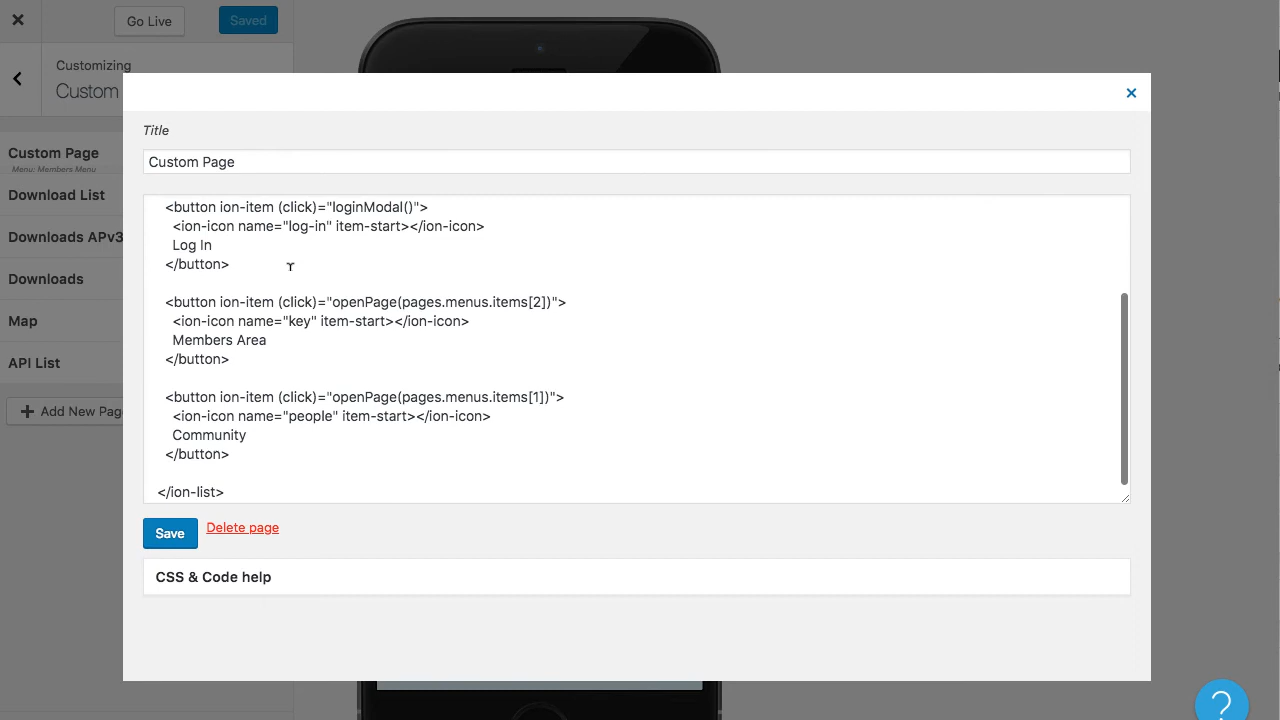 Go Live
Saved
Customizing
Custom
Title
Custom Page
Custom Page
Menu: Members Menu
Download List
Downloads APv3
Downloads
Map
API List
Add New Pag
<button ion-item (click)="loginModal()">
<ion-icon name="log-in" item-start></ion-icon>
Log In
</button>
<button ion-item (click)="openPage(pages.menus.items[2])">
<ion-icon name="key" item-start></ion-icon>
Members Area
</button>
<button ion-item (click)="openPage(pages.menus.items[1])">
<ion-icon name="people" item-start></ion-icon>
Community
</button>
</ion-list>
Save
Delete page
CSS & Code help
?